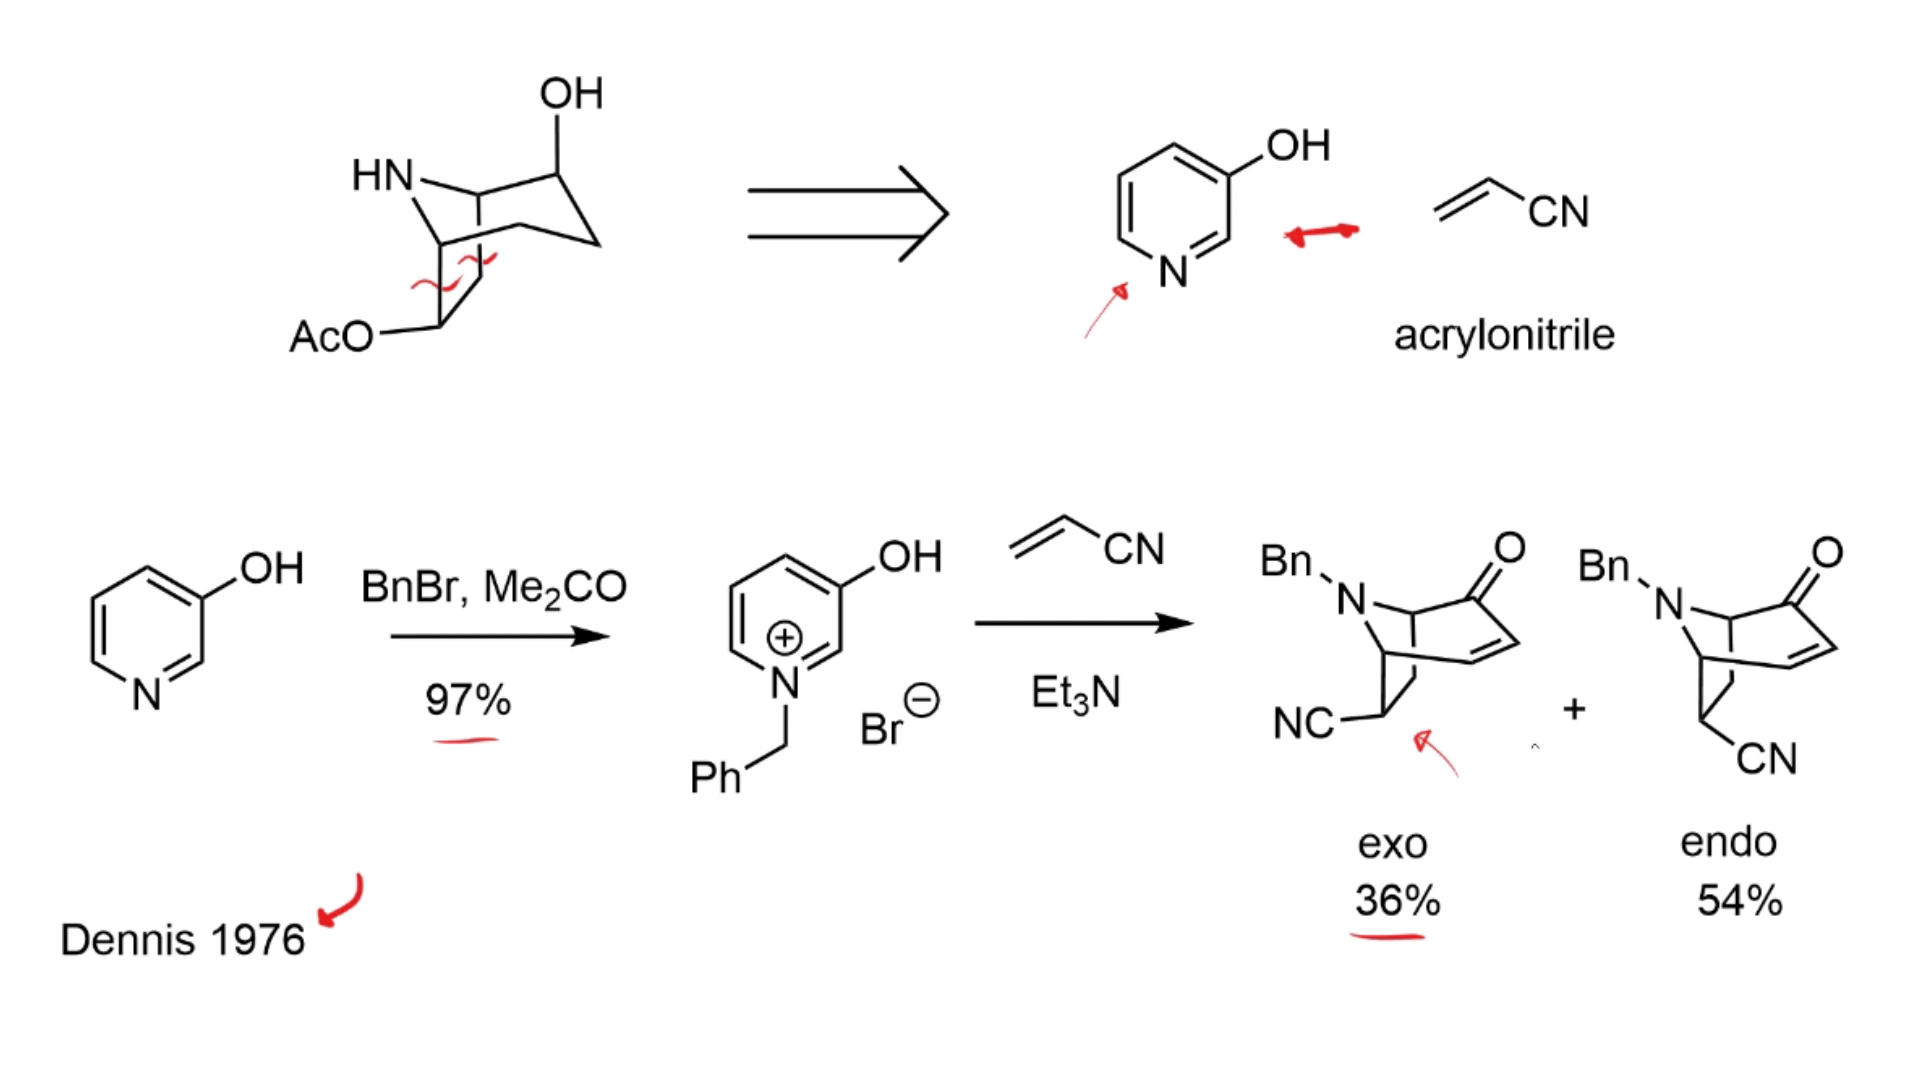 OH
HN
AcO
OH
N
CN
acrylonitrile
OH
N
BnBr, Me2CO
97%
OH
+
N
Br
−
Ph
CN
Et3N
Bn
N
O
NC
exo
36%
+
Bn
N
O
CN
endo
54%
Dennis 1976